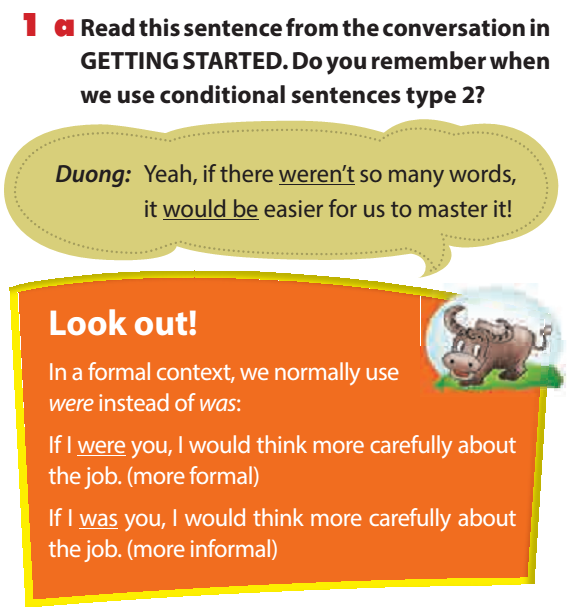 1 a Read this sentence from the conversation in
GETTING STARTED. Do you remember when
we use conditional sentences type 2?
Duong: Yeah, if there weren't so many words,
it would be easier for us to master it!
Look out!
In a formal context, we normally use
were instead of was:
If I were you, I would think more carefully about
the job. (more formal)
If I was you, I would think more carefully about
the job. (more informal)